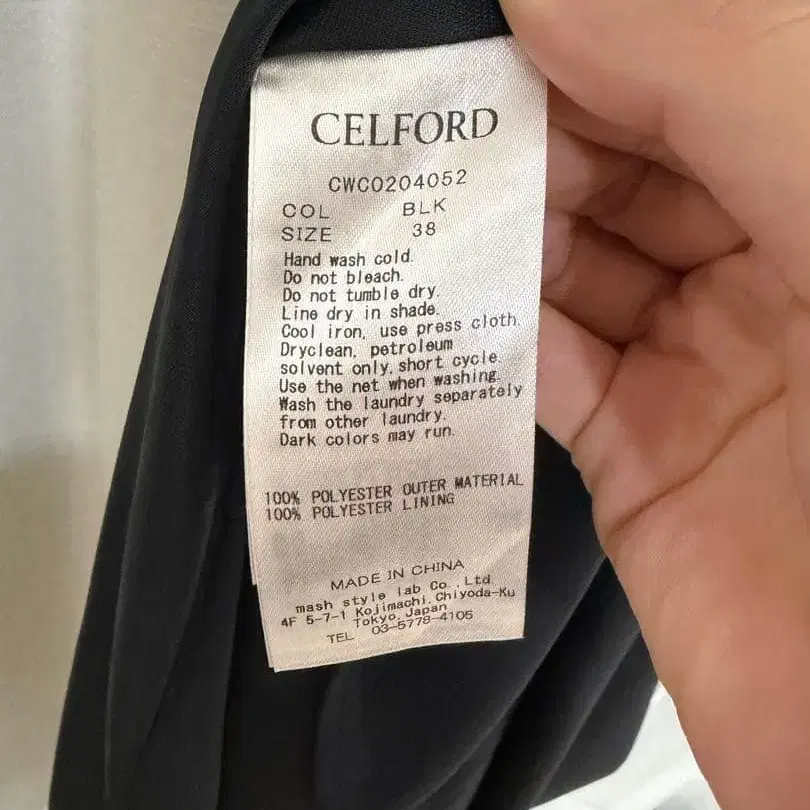 CELFORD
CWCO204052
COL BLK
SIZE 38
Hand wash cold.
Do not bleach.
Do not tumble dry.
Line dry in shade.
Cool iron, use press cloth.
Dryclean, petroleum
solvent only, short cycle.
Use the net when washing.
Wash the laundry separately
from other laundry.
Dark colors may run.
100% POLYESTER OUTER MATERIAL
100% POLYESTER LINING
MADE IN CHINA
mash style lab Co.,Ltd
4F 5-7-1 Kojimachi,Chiyoda-Ku
Tokyo,Japan
TEL 03-5778-4105